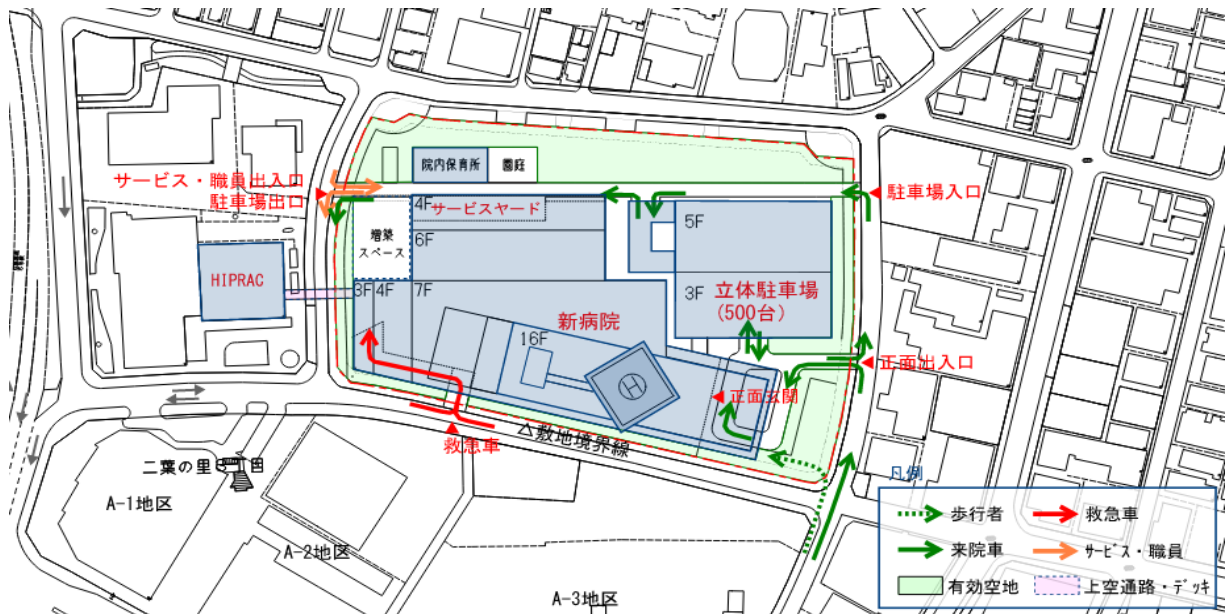 院内保育所
園庭
サービス・職員出入口
駐車場出口
駐車場入口
4F
サービスヤード
増築
スペース
6F
5F
HIPRAC
3F
4F
7F
3F
立体駐車場
(500台)
新病院
16F
H
正面出入口
正面玄関
救急車
△敷地境界線
二葉の里
A-1地区
A-2地区
A-3地区
凡例
歩行者
救急車
来院車
サービス・職員
有効空地
上空通路・デッキ